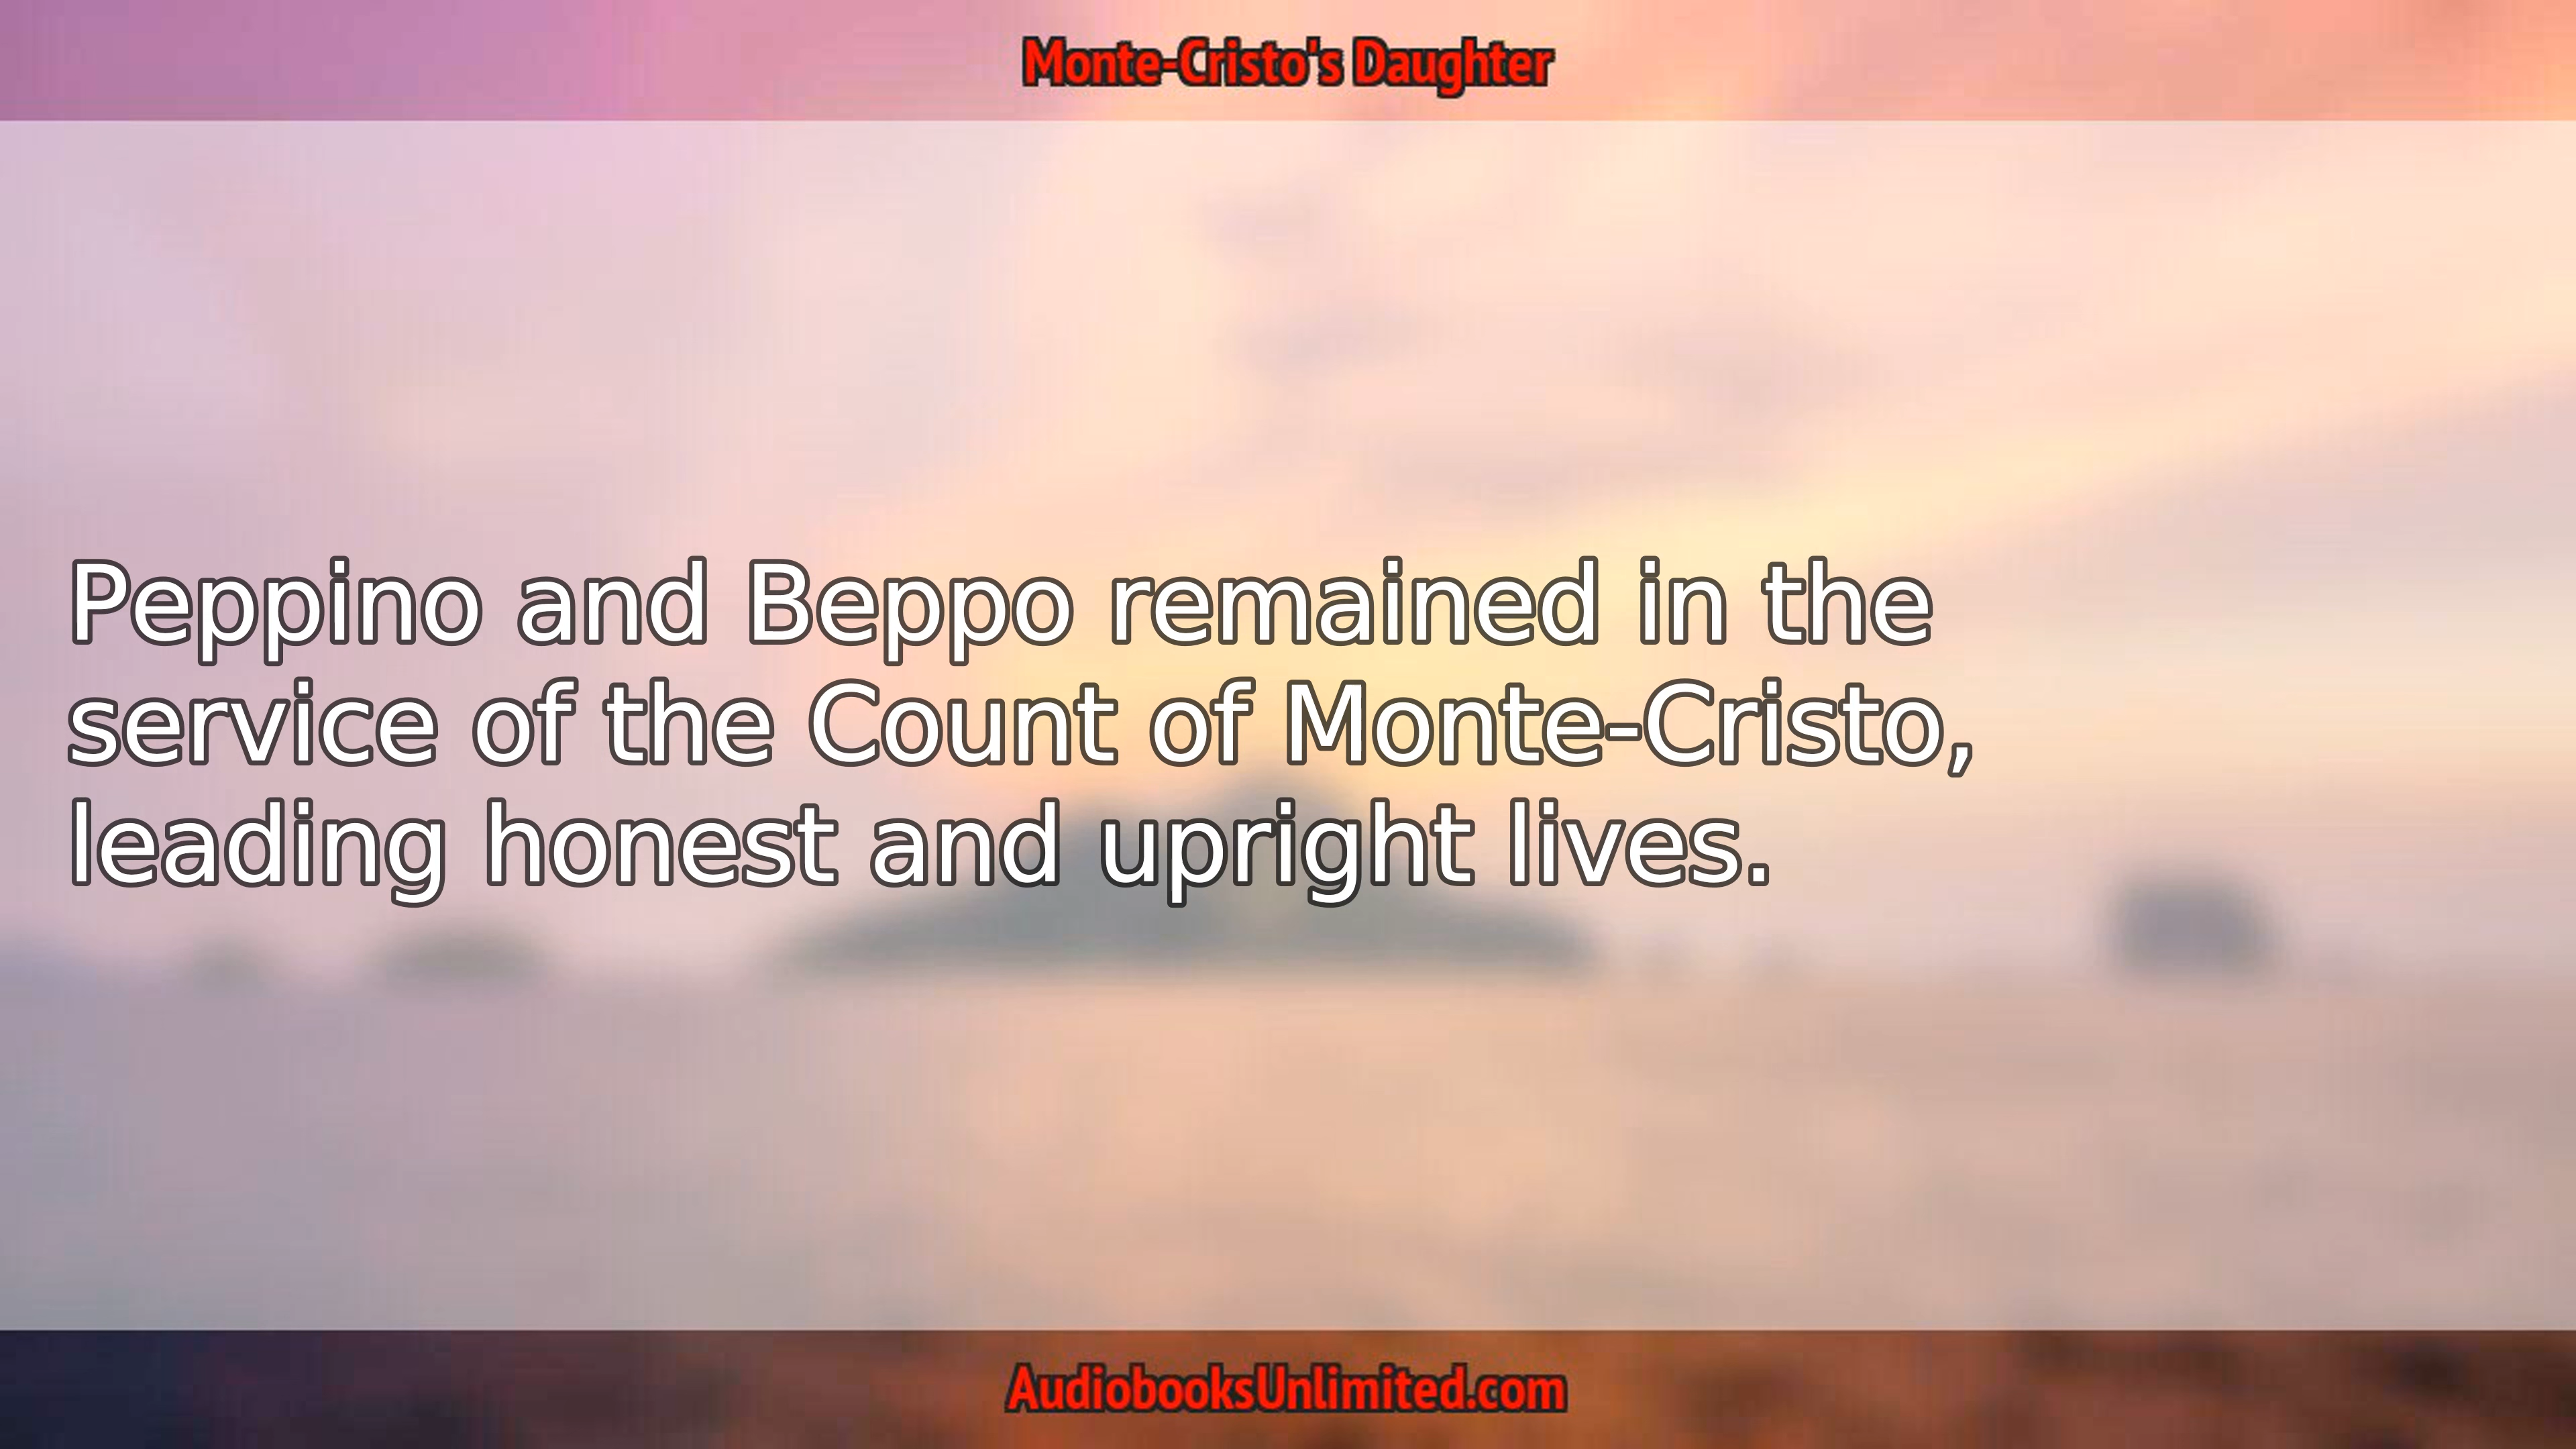 Monte-Cristo's Daughter
Peppino and Beppo remained in the
service of the Count of Monte-Cristo,
leading honest and upright lives.
AudiobooksUnlimited.com